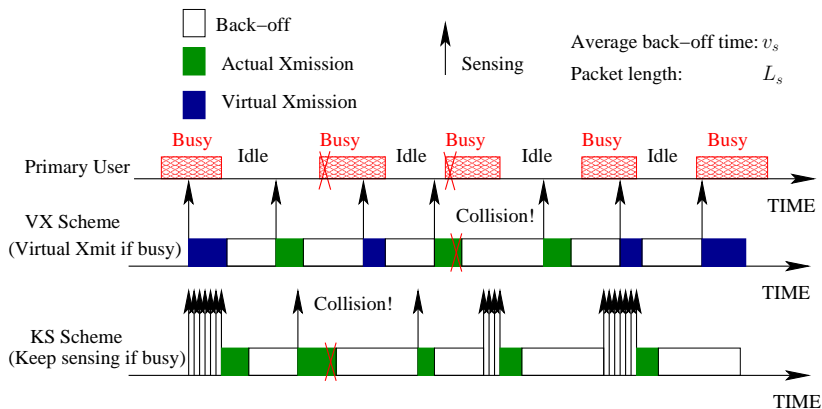 Back−off
Actual Xmission
Virtual Xmission
Sensing
Average back−off time: v_s
Packet length: L_s
Busy Idle Busy Idle Busy Idle Busy Idle Busy
Primary User
TIME
VX Scheme
(Virtual Xmit if busy)
Collision!
TIME
KS Scheme
(Keep sensing if busy)
Collision!
TIME